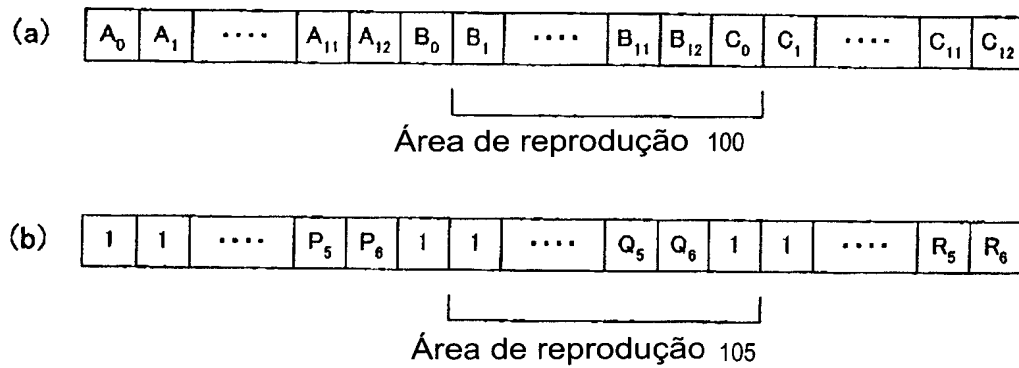 (a) A₀ A₁ ···· A₁₁ A₁₂ B₀ B₁ ···· B₁₁ B₁₂ C₀ C₁ ···· C₁₁ C₁₂
Área de reprodução 100
(b) 1 1 ···· P₅ P₆ 1 1 ···· Q₅ Q₆ 1 1 ···· R₅ R₆
Área de reprodução 105